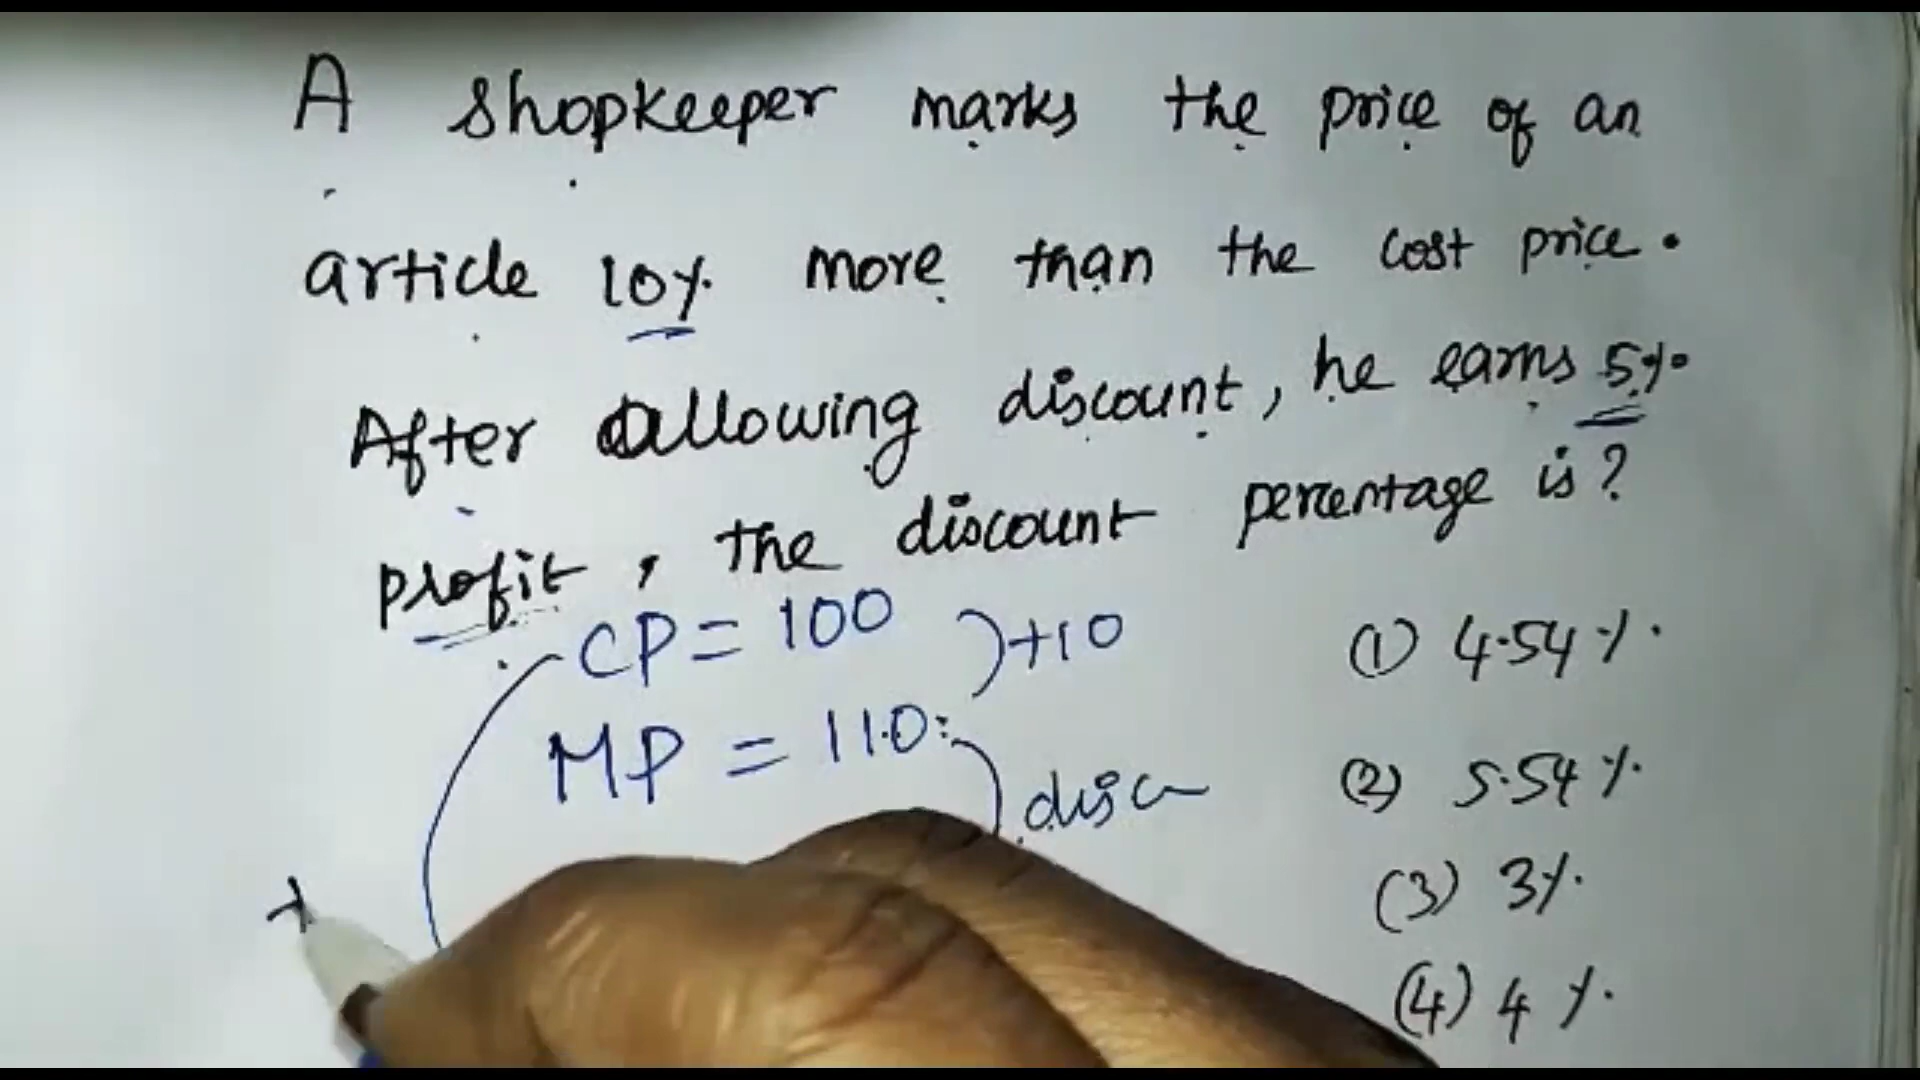 A shopkeeper marks the price of an
article 10% more than the cost price.
After allowing discount, he earns 5%
profit, the discount percentage is?
CP = 100 )+10
MP = 110
disc
(1) 4.54%.
(2) 5.54%.
(3) 3%.
(4) 4%.
+